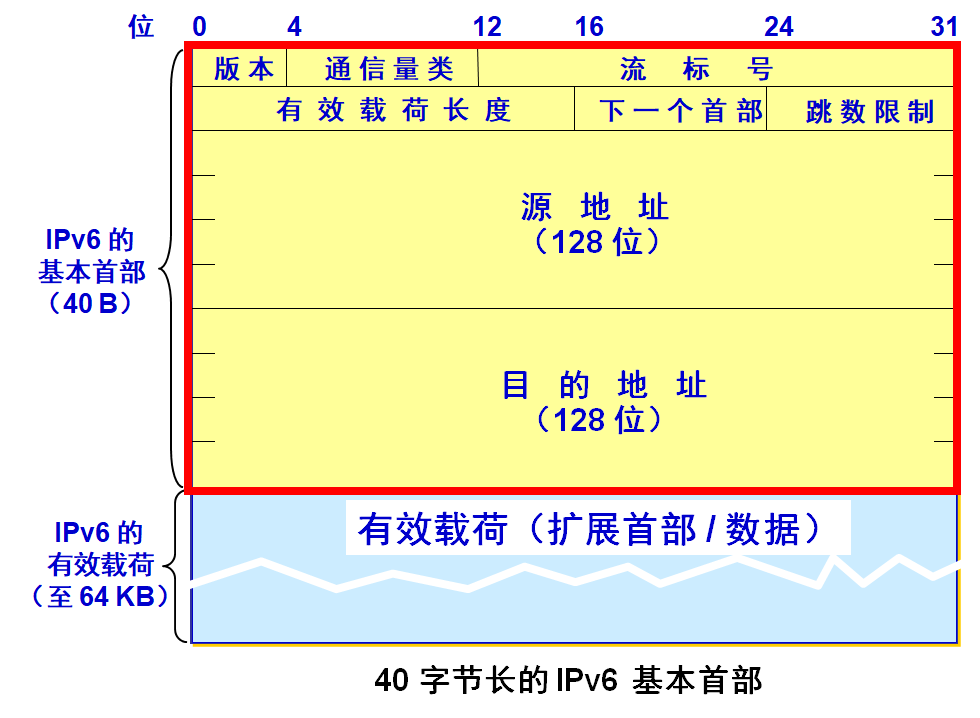 位 0 4 12 16 24 31
版本 通信量类 流标号
有效载荷长度 下一个首部 跳数限制
源地址
（128 位）
IPv6 的
基本首部
（40 B）
目的地址
（128 位）
有效载荷（扩展首部 / 数据）
IPv6 的
有效载荷
（至 64 KB）
40 字节长的 IPv6 基本首部